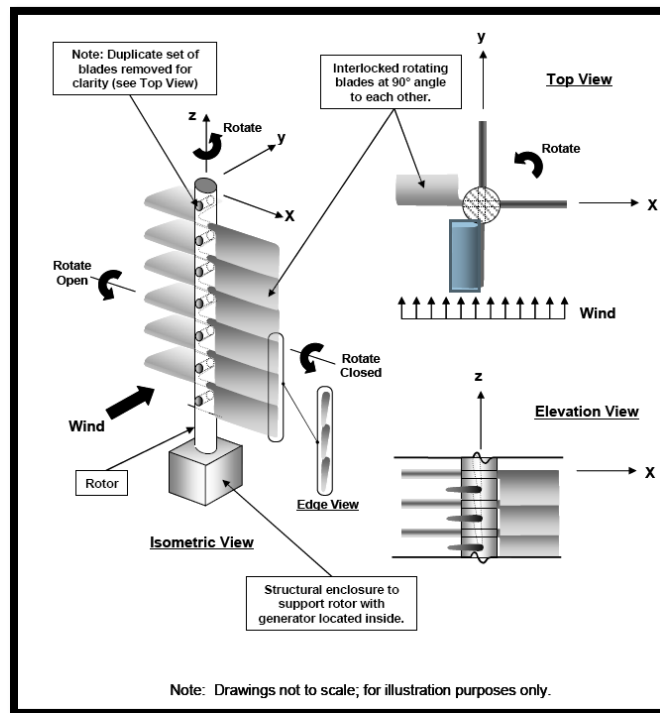 Note: Duplicate set of
blades removed for
clarity (see Top View)
z
Rotate
y
X
Rotate
Open
Wind
Rotor
Rotate
Closed
Edge View
Isometric View
Structural enclosure to
support rotor with
generator located inside.
Interlocked rotating
blades at 90° angle
to each other.
y
Top View
Rotate
X
Wind
z
Elevation View
X
Note: Drawings not to scale; for illustration purposes only.